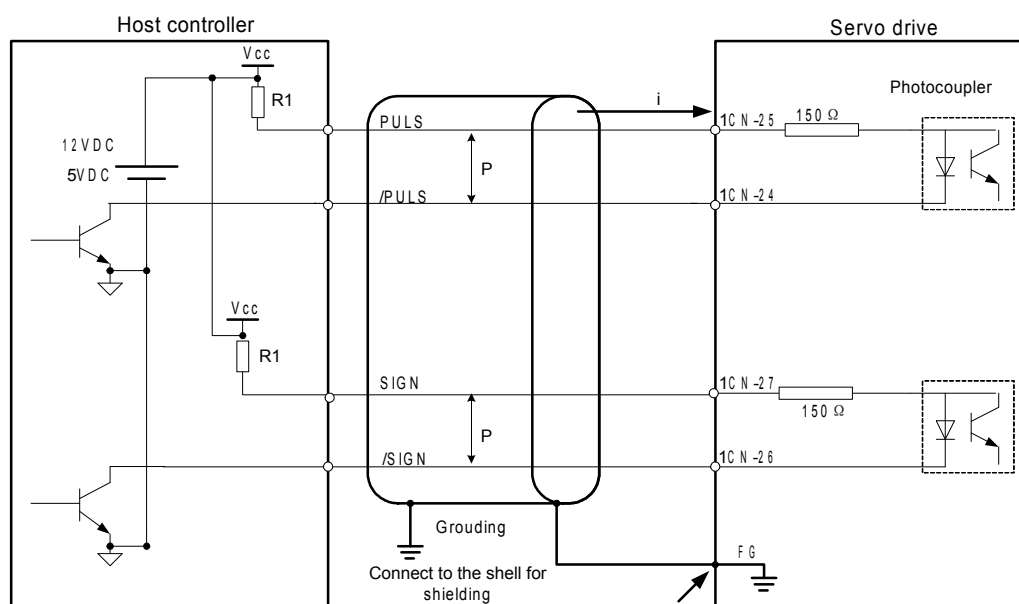 Host controller
Servo drive
Vcc
R1
12VDC
5VDC
PULS
/PULS
P
i
1CN-25
150 Ω
Photocoupler
1CN-24
Vcc
R1
SIGN
/SIGN
P
1CN-27
150 Ω
1CN-26
Grounding
Connect to the shell for
shielding
FG